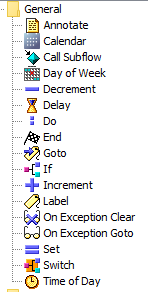 General
Annotate
Calendar
Call Subflow
Day of Week
Decrement
Delay
Do
End
Goto
If
Increment
Label
On Exception Clear
On Exception Goto
Set
Switch
Time of Day